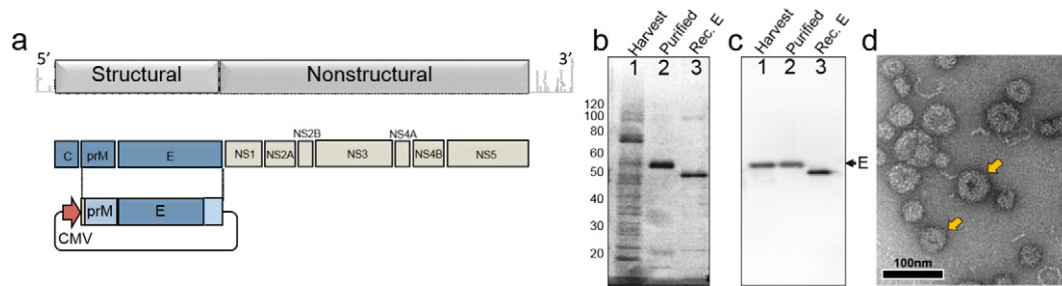 a
5’ 3’
Structural Nonstructural
C prM E NS1 NS2A NS2B NS3 NS4A NS4B NS5
prM E
CMV
b
Harvest Purified Rec. E
1 2 3
120
100
80
60
50
40
30
20
c
Harvest Purified Rec. E
1 2 3
E
d
100nm